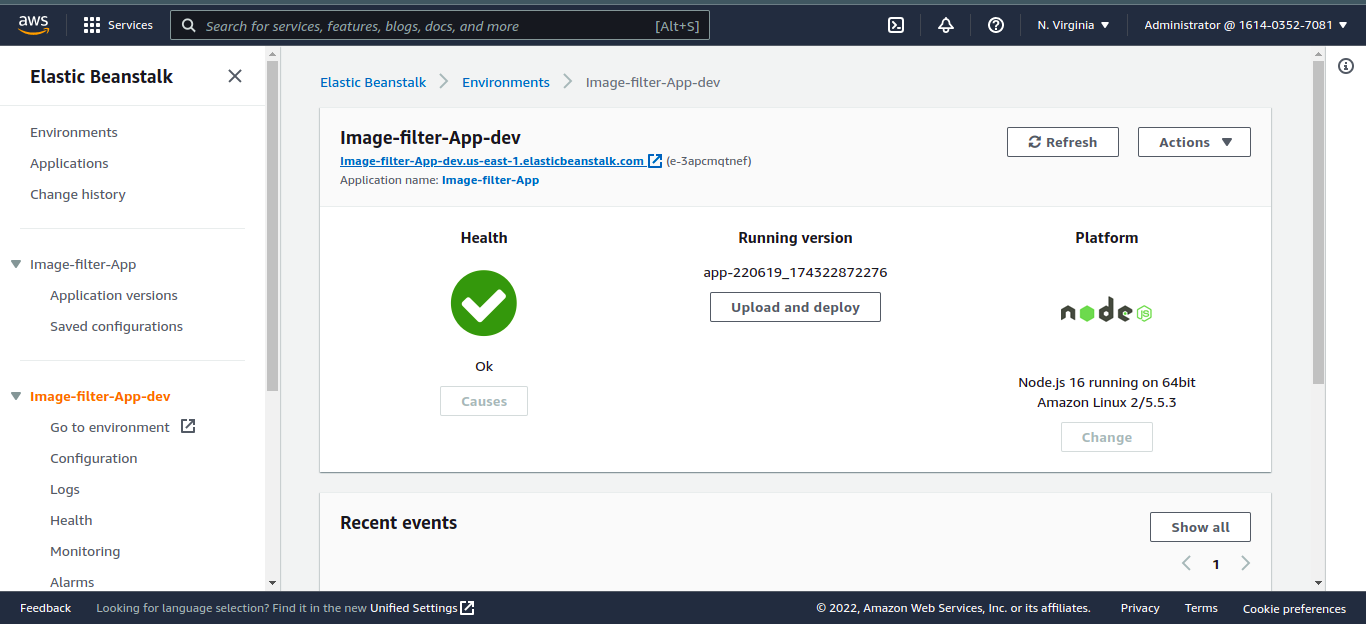 aws
Services
Search for services, features, blogs, docs, and more [Alt+S]
N. Virginia
Administrator @ 1614-0352-7081
Elastic Beanstalk
Environments
Applications
Change history
Image-filter-App
Application versions
Saved configurations
Image-filter-App-dev
Go to environment
Configuration
Logs
Health
Monitoring
Alarms
Elastic Beanstalk > Environments > Image-filter-App-dev
Image-filter-App-dev
Image-filter-App-dev.us-east-1.elasticbeanstalk.com (e-3apcmqtnef)
Application name: Image-filter-App
Refresh
Actions
Health
Ok
Causes
Running version
app-220619_174322872276
Upload and deploy
Platform
node JS
Node.js 16 running on 64bit
Amazon Linux 2/5.5.3
Change
Recent events
Show all
1
Feedback
Looking for language selection? Find it in the new Unified Settings
© 2022, Amazon Web Services, Inc. or its affiliates.
Privacy
Terms
Cookie preferences